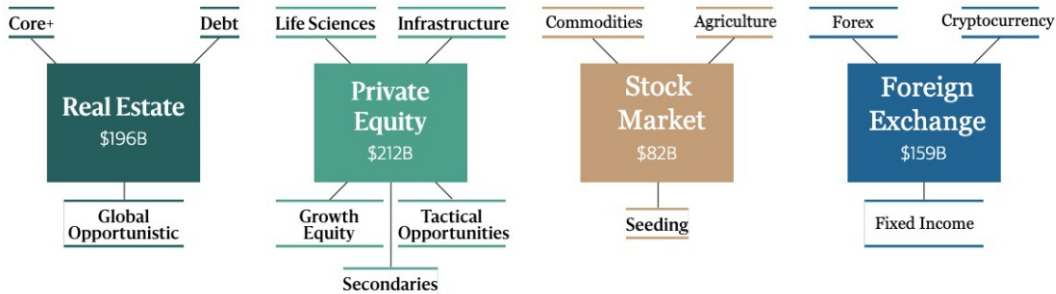 Core+
Debt
Real Estate
$196B
Global
Opportunistic
Life Sciences
Infrastructure
Private
Equity
$212B
Growth
Equity
Tactical
Opportunities
Secondaries
Commodities
Agriculture
Stock
Market
$82B
Seeding
Forex
Cryptocurrency
Foreign
Exchange
$159B
Fixed Income